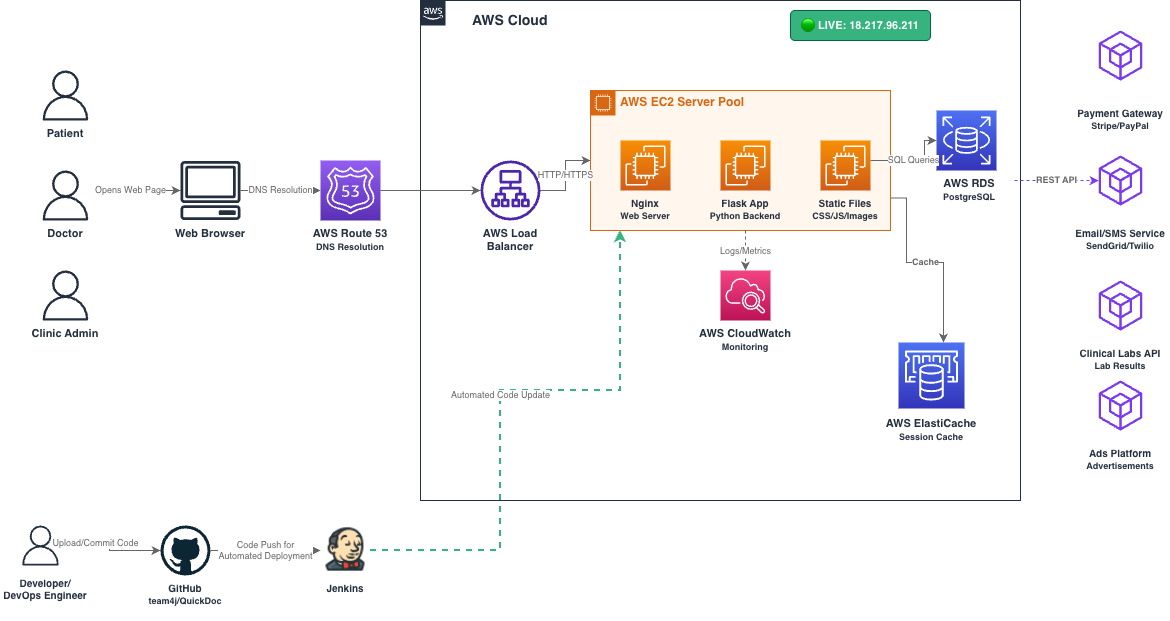 aws
AWS Cloud
LIVE: 18.217.96.211
Patient
Doctor
Clinic Admin
Opens Web Page
Web Browser
DNS Resolution
53
AWS Route 53
DNS Resolution
AWS Load
Balancer
HTTP/HTTPS
AWS EC2 Server Pool
Nginx
Web Server
Flask App
Python Backend
Static Files
CSS/JS/Images
SQL Queries
AWS RDS
PostgreSQL
Logs/Metrics
AWS CloudWatch
Monitoring
Cache
AWS ElastiCache
Session Cache
REST API
Payment Gateway
Stripe/PayPal
Email/SMS Service
SendGrid/Twilio
Clinical Labs API
Lab Results
Ads Platform
Advertisements
Automated Code Update
Upload/Commit Code
Developer/
DevOps Engineer
GitHub
team4j/QuickDoc
Code Push for
Automated Deployment
Jenkins